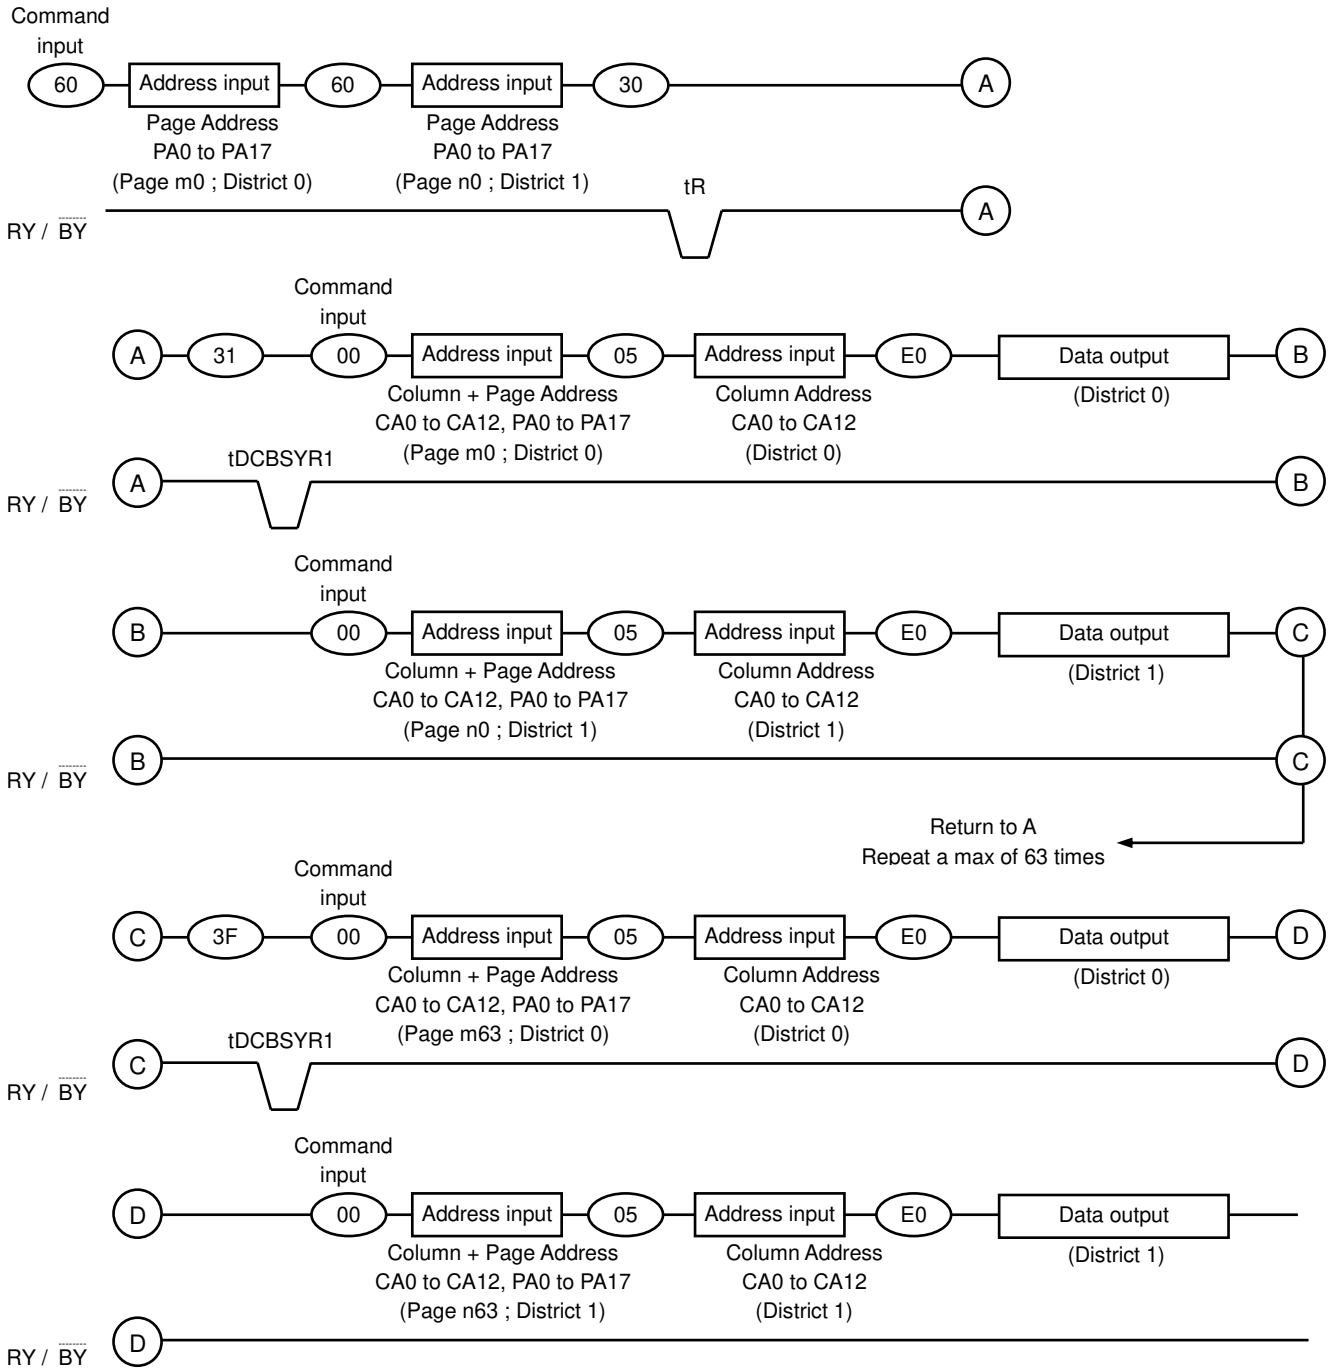 Command
input
60 Address input 60 Address input 30 A
Page Address Page Address
PA0 to PA17 PA0 to PA17
(Page m0 ; District 0) (Page n0 ; District 1)
tR
A
RY / BY
Command
input
A 31 00 Address input 05 Address input E0 Data output B
Column + Page Address Column Address (District 0)
CA0 to CA12, PA0 to PA17 CA0 to CA12
(Page m0 ; District 0) (District 0)
tDCBSYR1
A B
RY / BY
Command
input
B 00 Address input 05 Address input E0 Data output C
Column + Page Address Column Address (District 1)
CA0 to CA12, PA0 to PA17 CA0 to CA12
(Page n0 ; District 1) (District 1)
B C
RY / BY
Return to A
Repeat a max of 63 times
Command
input
C 3F 00 Address input 05 Address input E0 Data output D
Column + Page Address Column Address (District 0)
CA0 to CA12, PA0 to PA17 CA0 to CA12
(Page m63 ; District 0) (District 0)
tDCBSYR1
C D
RY / BY
Command
input
D 00 Address input 05 Address input E0 Data output
Column + Page Address Column Address (District 1)
CA0 to CA12, PA0 to PA17 CA0 to CA12
(Page n63 ; District 1) (District 1)
D
RY / BY